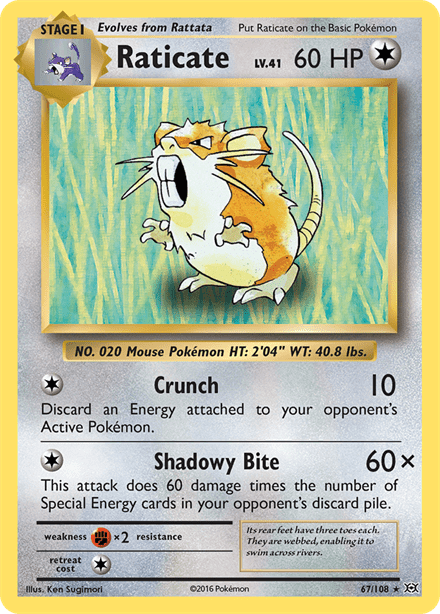 STAGE 1 Evolves from Rattata Put Raticate on the Basic Pokémon
Raticate LV.41 60 HP
NO. 020 Mouse Pokémon HT: 2'04" WT: 40.8 lbs.
Crunch 10
Discard an Energy attached to your opponent's
Active Pokémon.
Shadowy Bite 60×
This attack does 60 damage times the number of
Special Energy cards in your opponent's discard pile.
weakness ×2 resistance
retreat
cost
Its rear feet have three toes each.
They are webbed, enabling it to
swim across rivers.
Illus. Ken Sugimori ©2016 Pokémon 67/108 ★